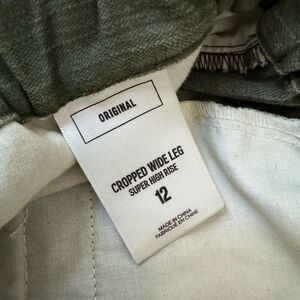 ORIGINAL
CROPPED WIDE LEG
SUPER HIGH RISE
12
MADE IN CHINA
FABRIQUÉ EN CHINE